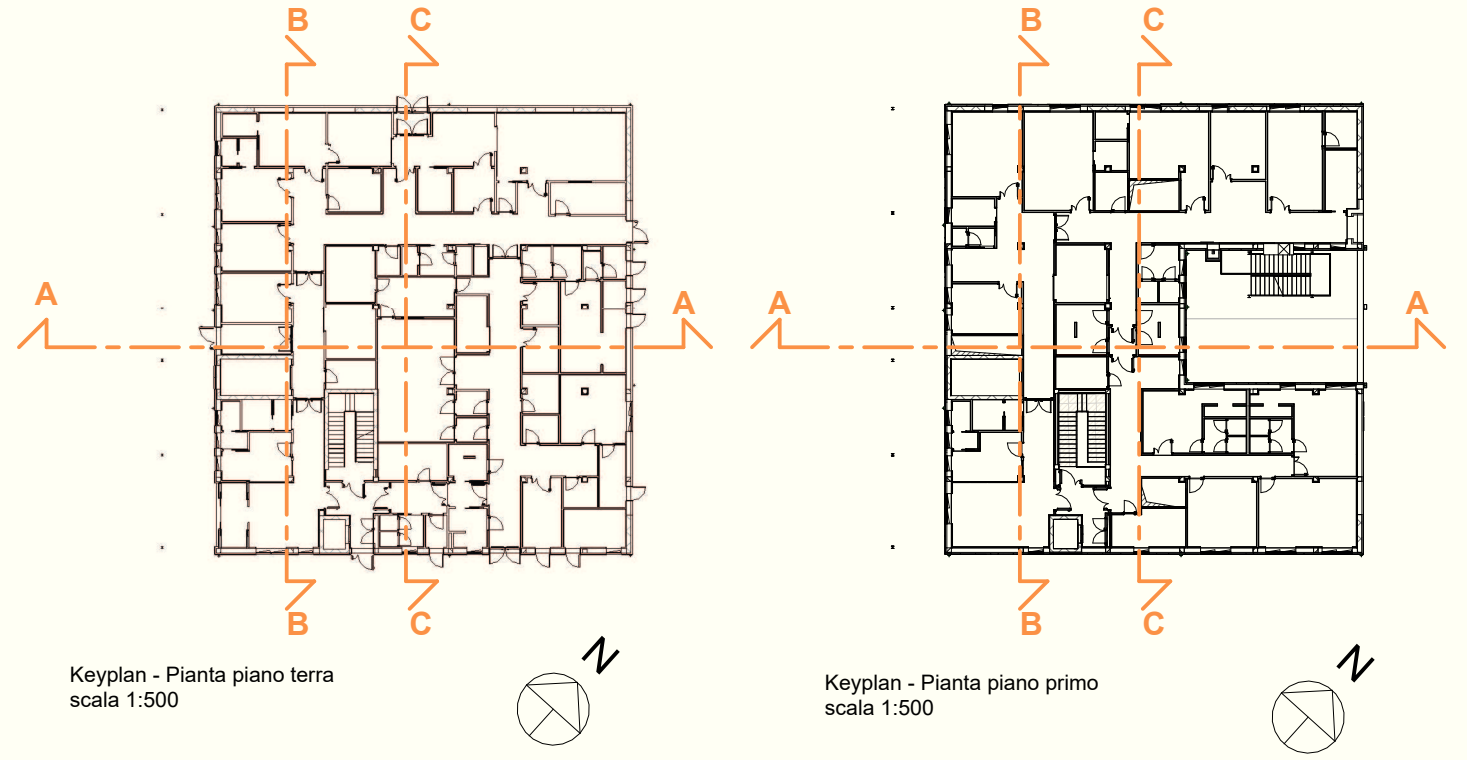 B C B C
A A A A
B C B C
N N
Keyplan - Pianta piano terra
scala 1:500
Keyplan - Pianta piano primo
scala 1:500